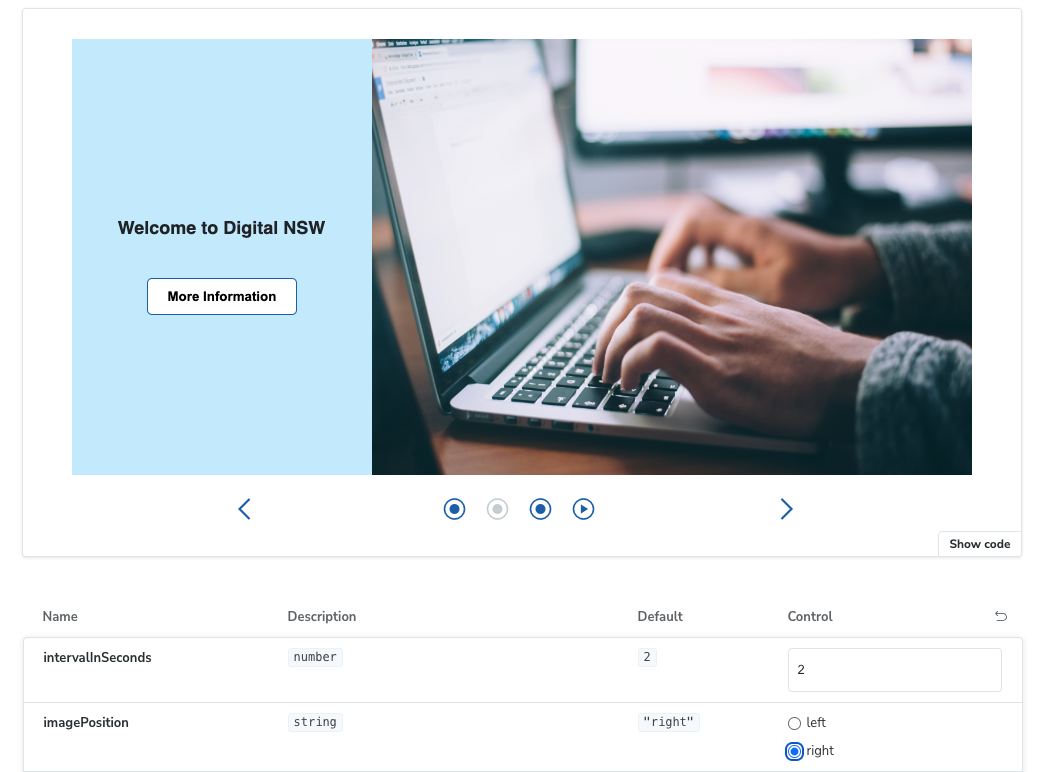 Welcome to Digital NSW
More Information
Show code
Name Description Default Control
intervalInSeconds number 2 2
imagePosition string "right" left
right